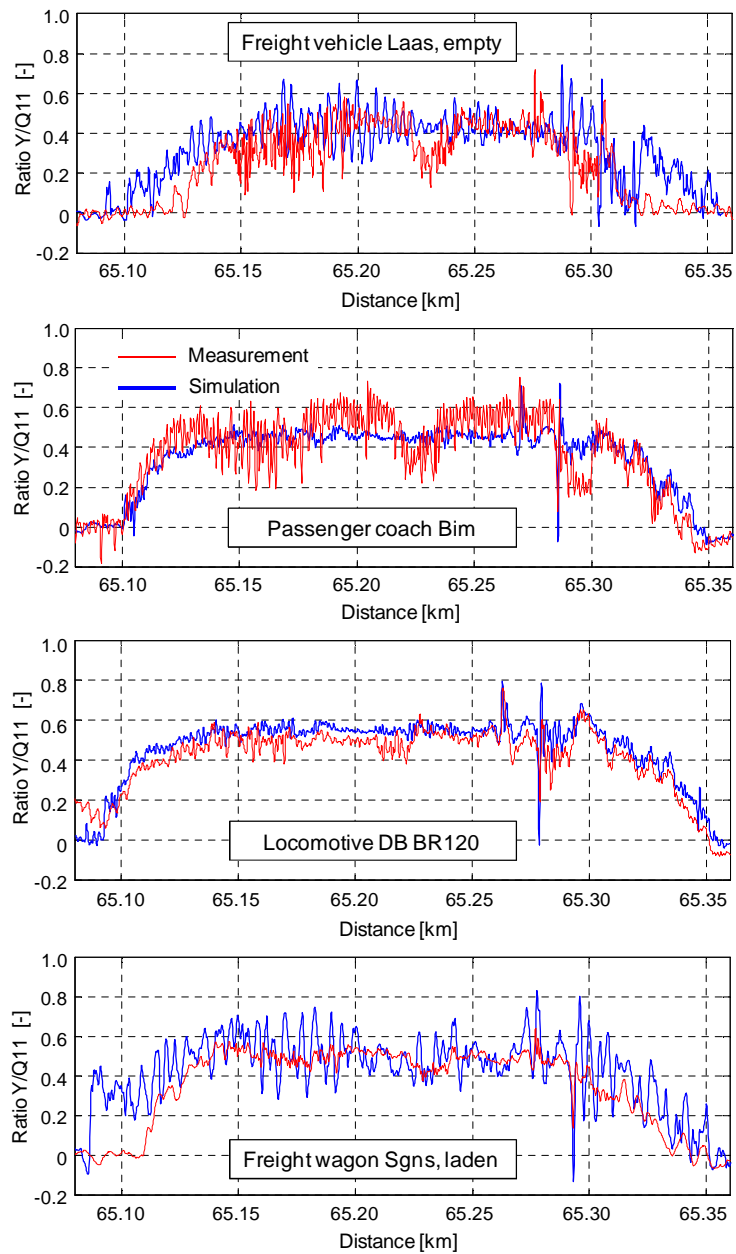 Freight vehicle Laas, empty
Ratio Y/Q11 [-]
1.0
0.8
0.6
0.4
0.2
0
-0.2
65.10 65.15 65.20 65.25 65.30 65.35
Distance [km]
Measurement
Simulation
Passenger coach Bim
Ratio Y/Q11 [-]
1.0
0.8
0.6
0.4
0.2
0
-0.2
65.10 65.15 65.20 65.25 65.30 65.35
Distance [km]
Locomotive DB BR120
Ratio Y/Q11 [-]
1.0
0.8
0.6
0.4
0.2
0
-0.2
65.10 65.15 65.20 65.25 65.30 65.35
Distance [km]
Freight wagon Sgns, laden
Ratio Y/Q11 [-]
1.0
0.8
0.6
0.4
0.2
0
-0.2
65.10 65.15 65.20 65.25 65.30 65.35
Distance [km]